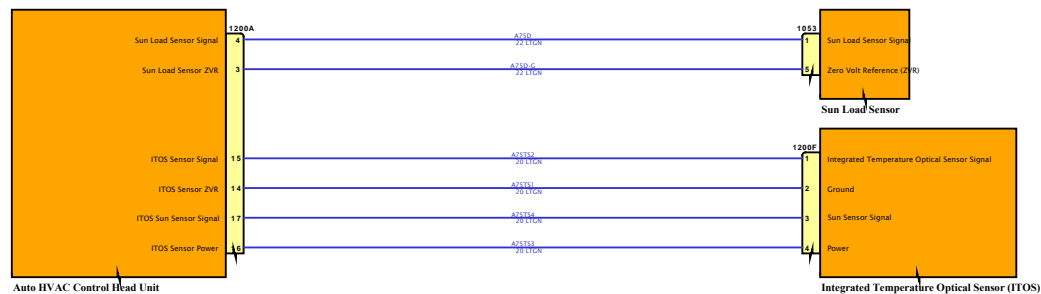 1200A
1053
Sun Load Sensor Signal 4 A75D 1 Sun Load Sensor Signal
22 LTGN
Sun Load Sensor ZVR 3 A75D-G 5 Zero Volt Reference (ZVR)
22 LTGN
Sun Load Sensor
1200F
ITOS Sensor Signal 15 A75TS2 1 Integrated Temperature Optical Sensor Signal
20 LTGN
ITOS Sensor ZVR 14 A75TS1 2 Ground
20 LTGN
ITOS Sun Sensor Signal 17 A75TS4 3 Sun Sensor Signal
20 LTGN
ITOS Sensor Power 16 A75TS3 4 Power
20 LTGN
Auto HVAC Control Head Unit
Integrated Temperature Optical Sensor (ITOS)